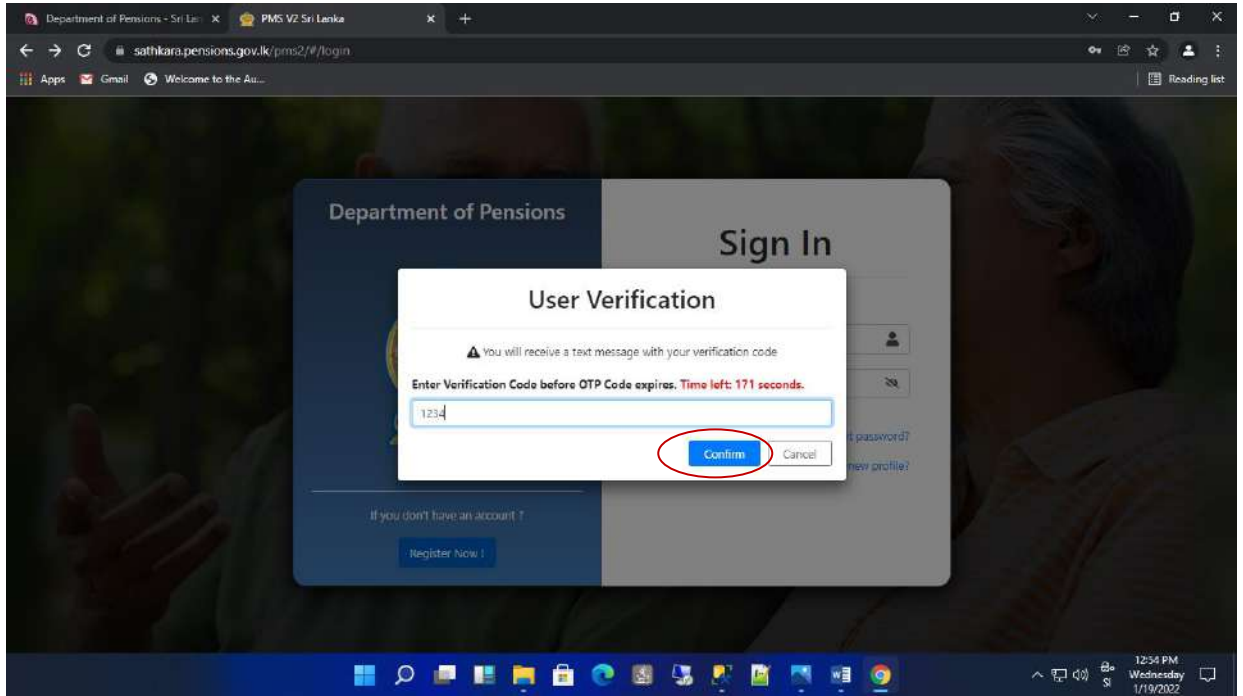 Department of Pensions - Sri La
PMS V2 Sri Lanka
sathkara.pensions.gov.lk/pms2/#/login
Apps
Gmail
Welcome to the Au...
Reading list
Department of Pensions
Sign In
User Verification
You will receive a text message with your verification code
Enter Verification Code before OTP Code expires. Time left: 171 seconds.
1234
Confirm
Cancel
password?
new profile?
If you don't have an account ?
Register Now !
SI
12:54 PM
Wednesday
1/19/2022